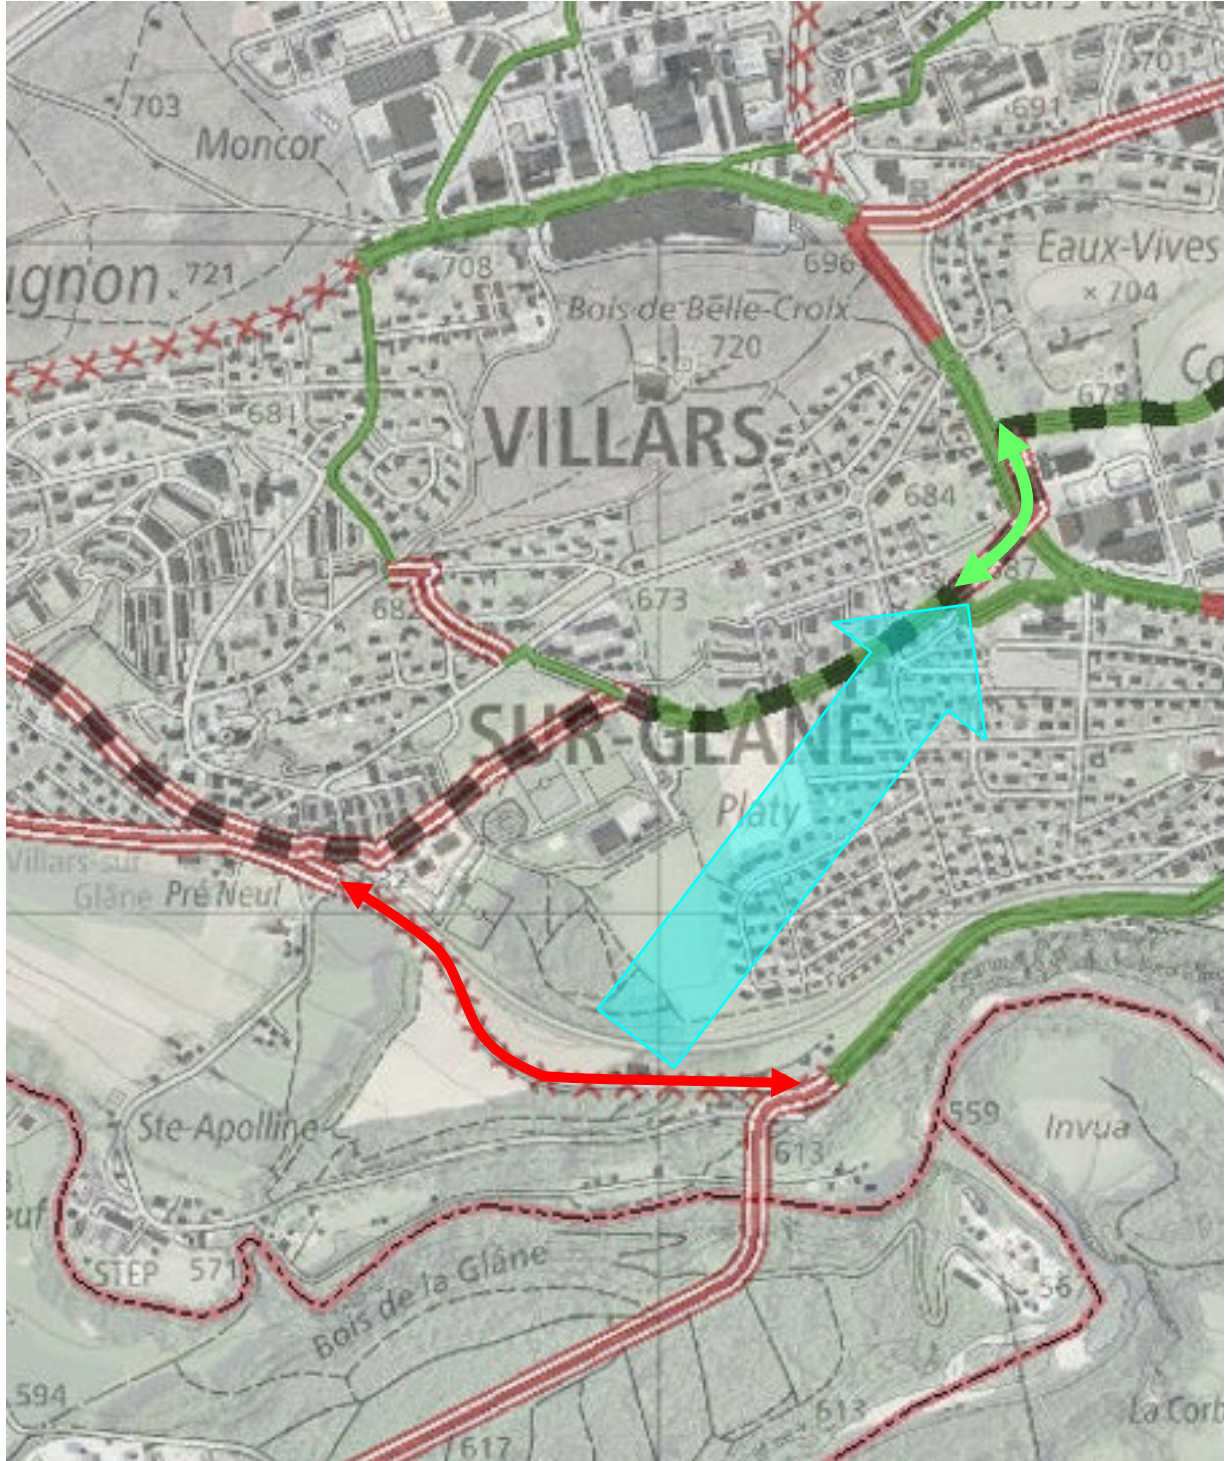 703
Moncor
701
691
708
696
Eaux-Vives
× 704
ignon
721
Bois de Belle-Croix
720
678
681
VILLARS
684
682
673
SUR-GLÂNE
Platy
Villars-sur-
Glâne
Pré Neuf
Ste-Apolline
559
Invua
613
STEP
571
Bois de la Glâne
594
613
617
La Corb